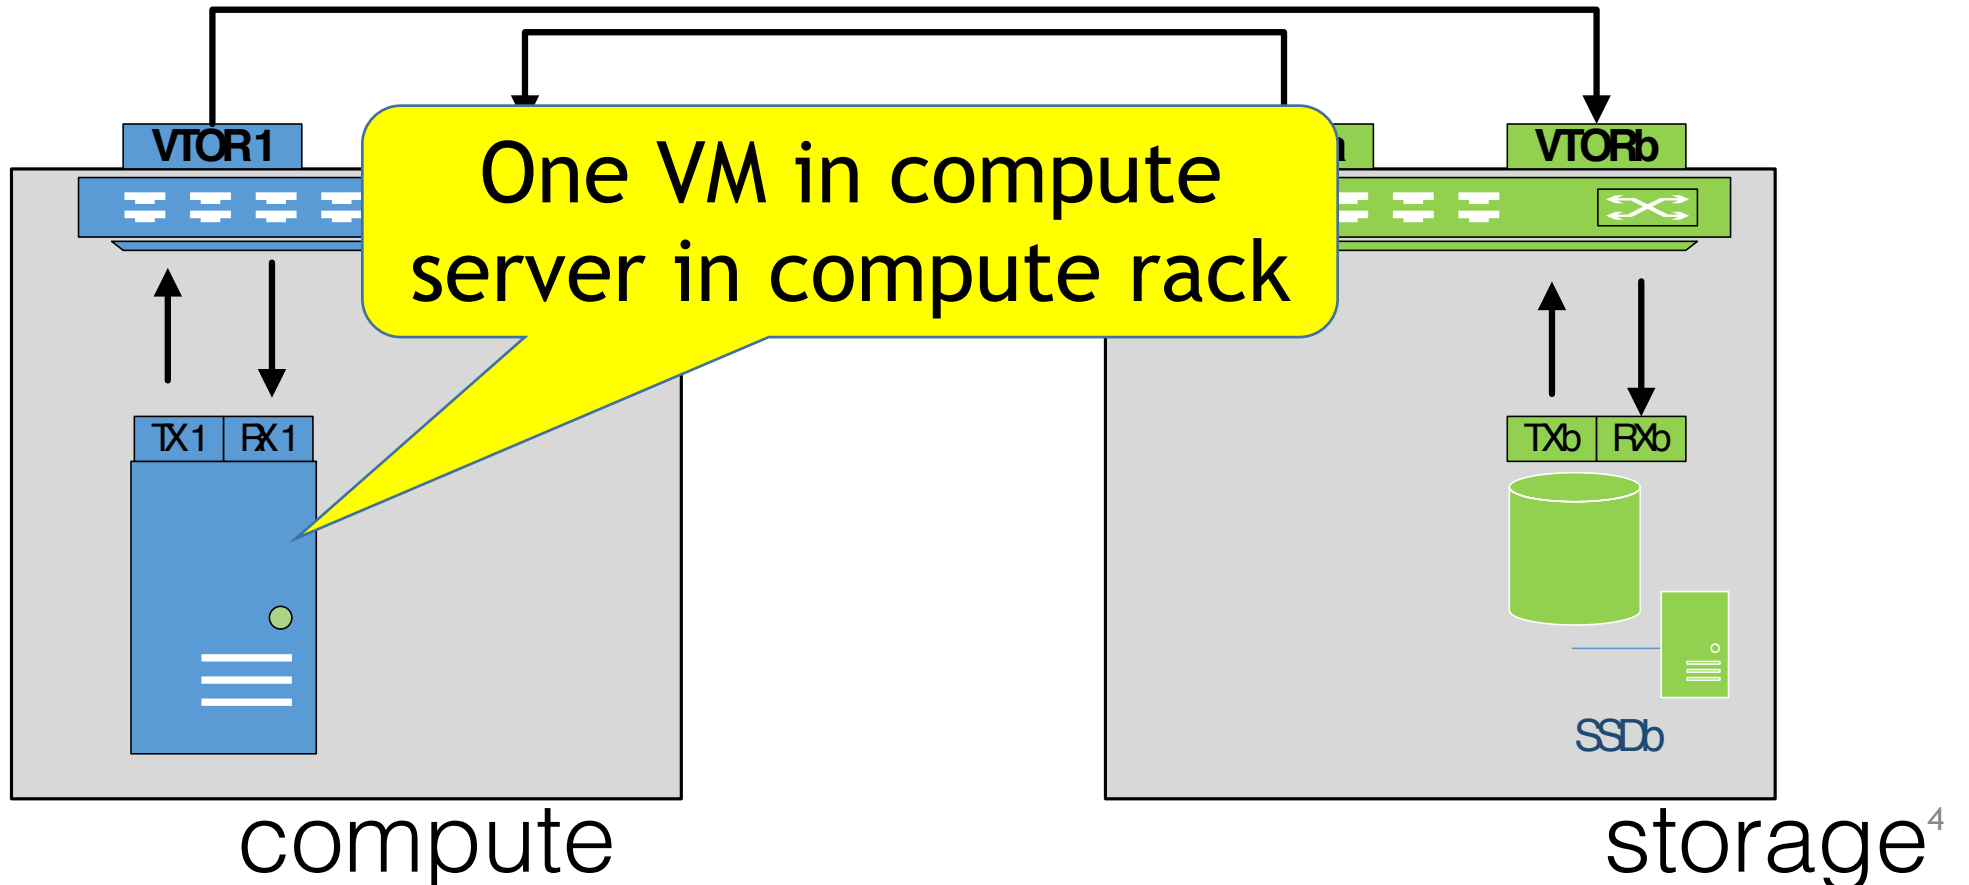 VTOR1
a
VTORb
One VM in compute
server in compute rack
TX1 RX1
TXb RXb
SSDb
compute
storage
4